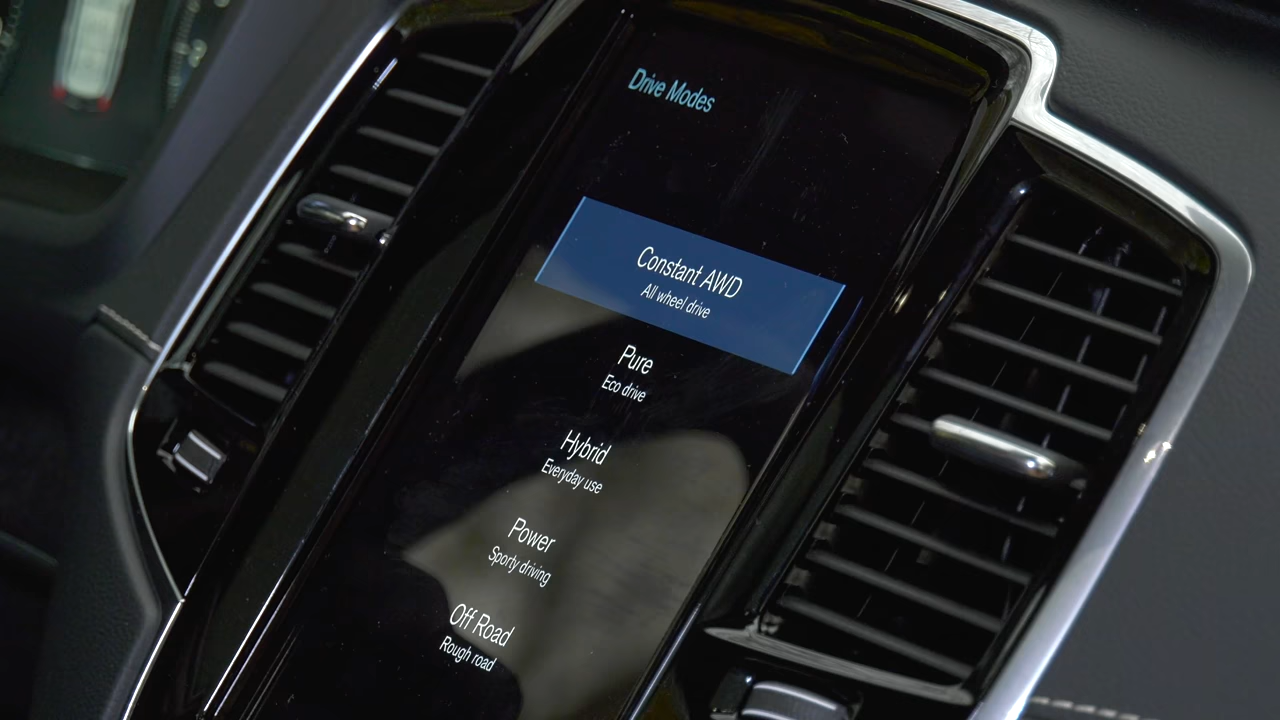 Drive Modes
Constant AWD
All wheel drive
Pure
Eco drive
Hybrid
Everyday use
Power
Sporty driving
Off Road
Rough road